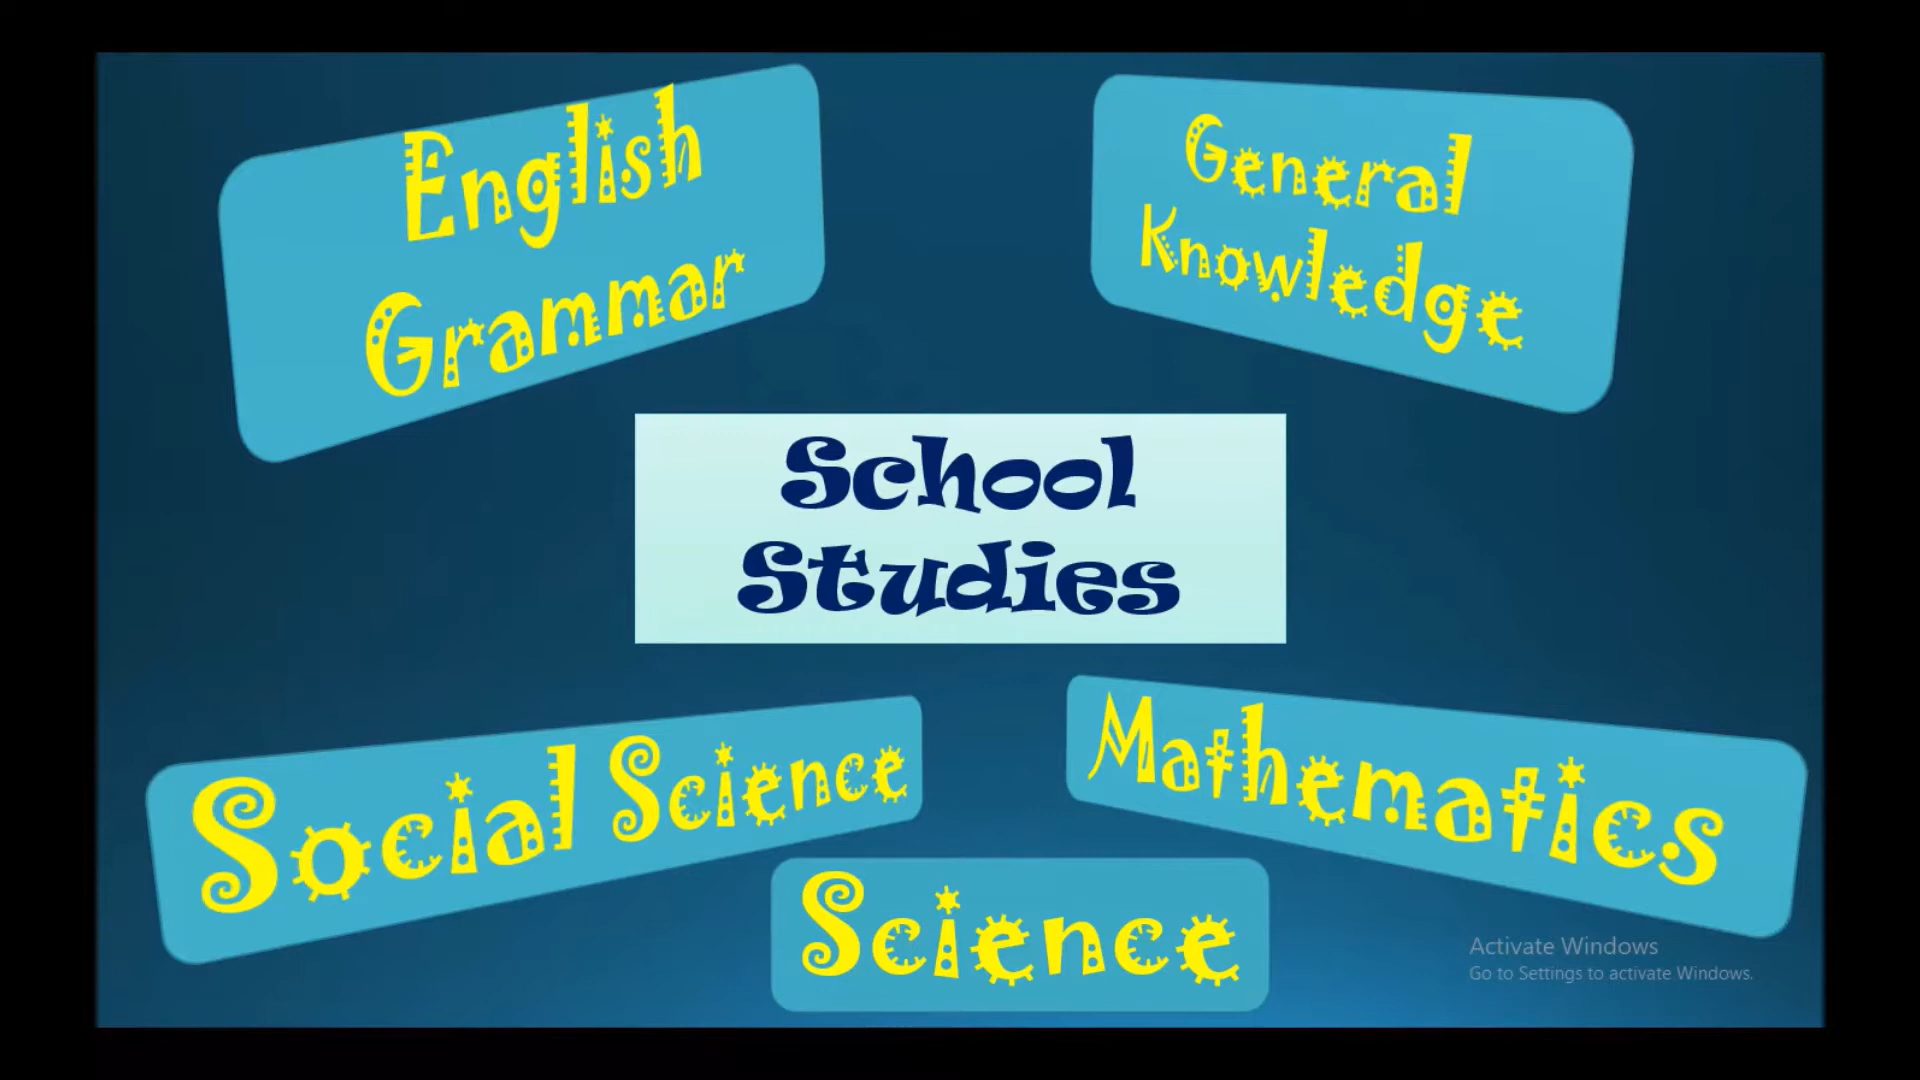 English
Grammar
General
Knowledge
School
Studies
Social Science
Mathematics
Science
Activate Windows
Go to Settings to activate Windows.